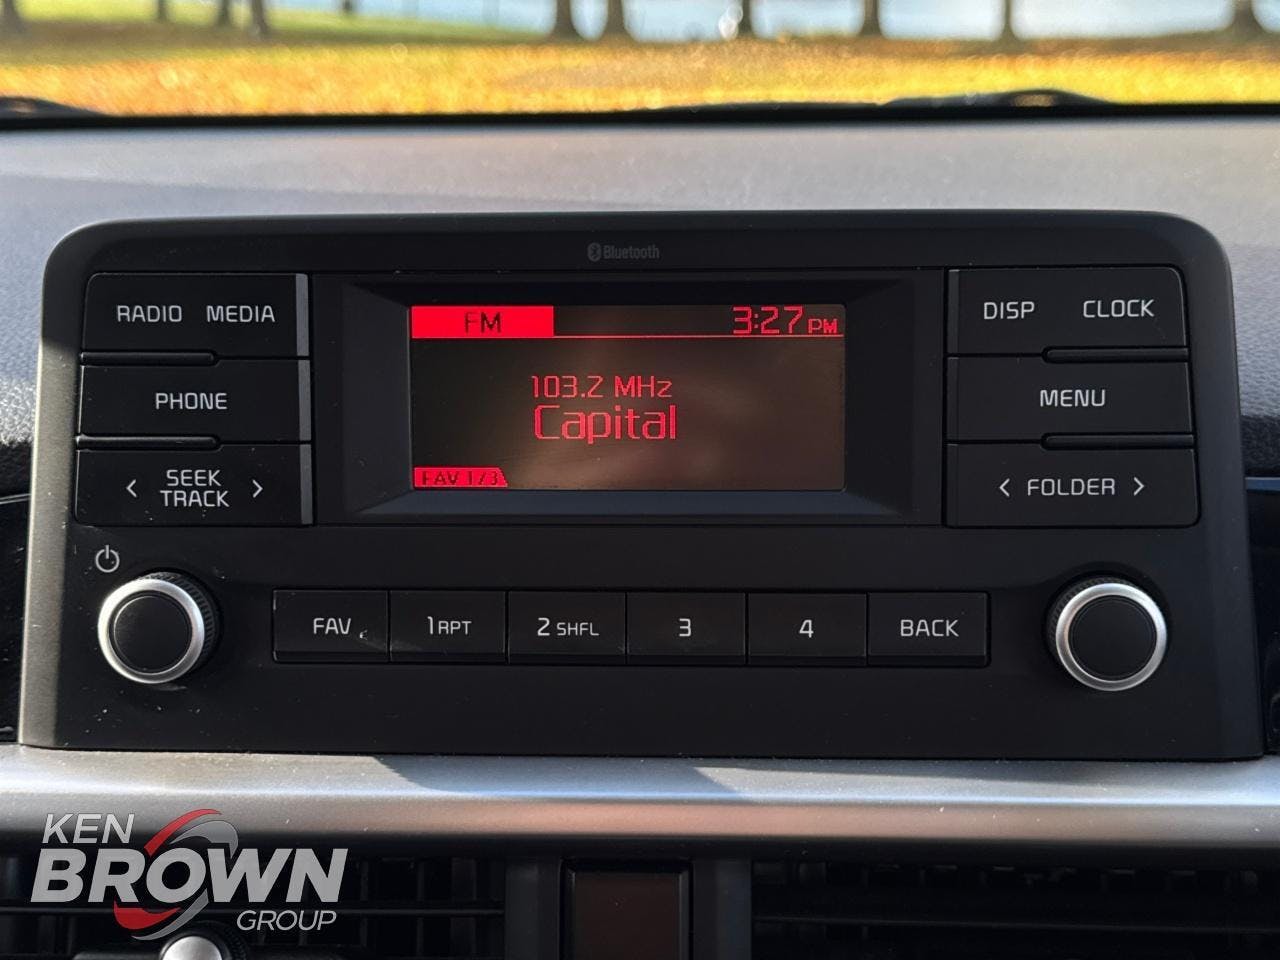 Bluetooth
RADIO MEDIA
PHONE
< SEEK TRACK >
FM 3:27 PM
103.2 MHz
Capital
FAV 1/3
DISP CLOCK
MENU
< FOLDER >
FAV 1 RPT 2 SHFL 3 4 BACK
KEN
BROWN
GROUP